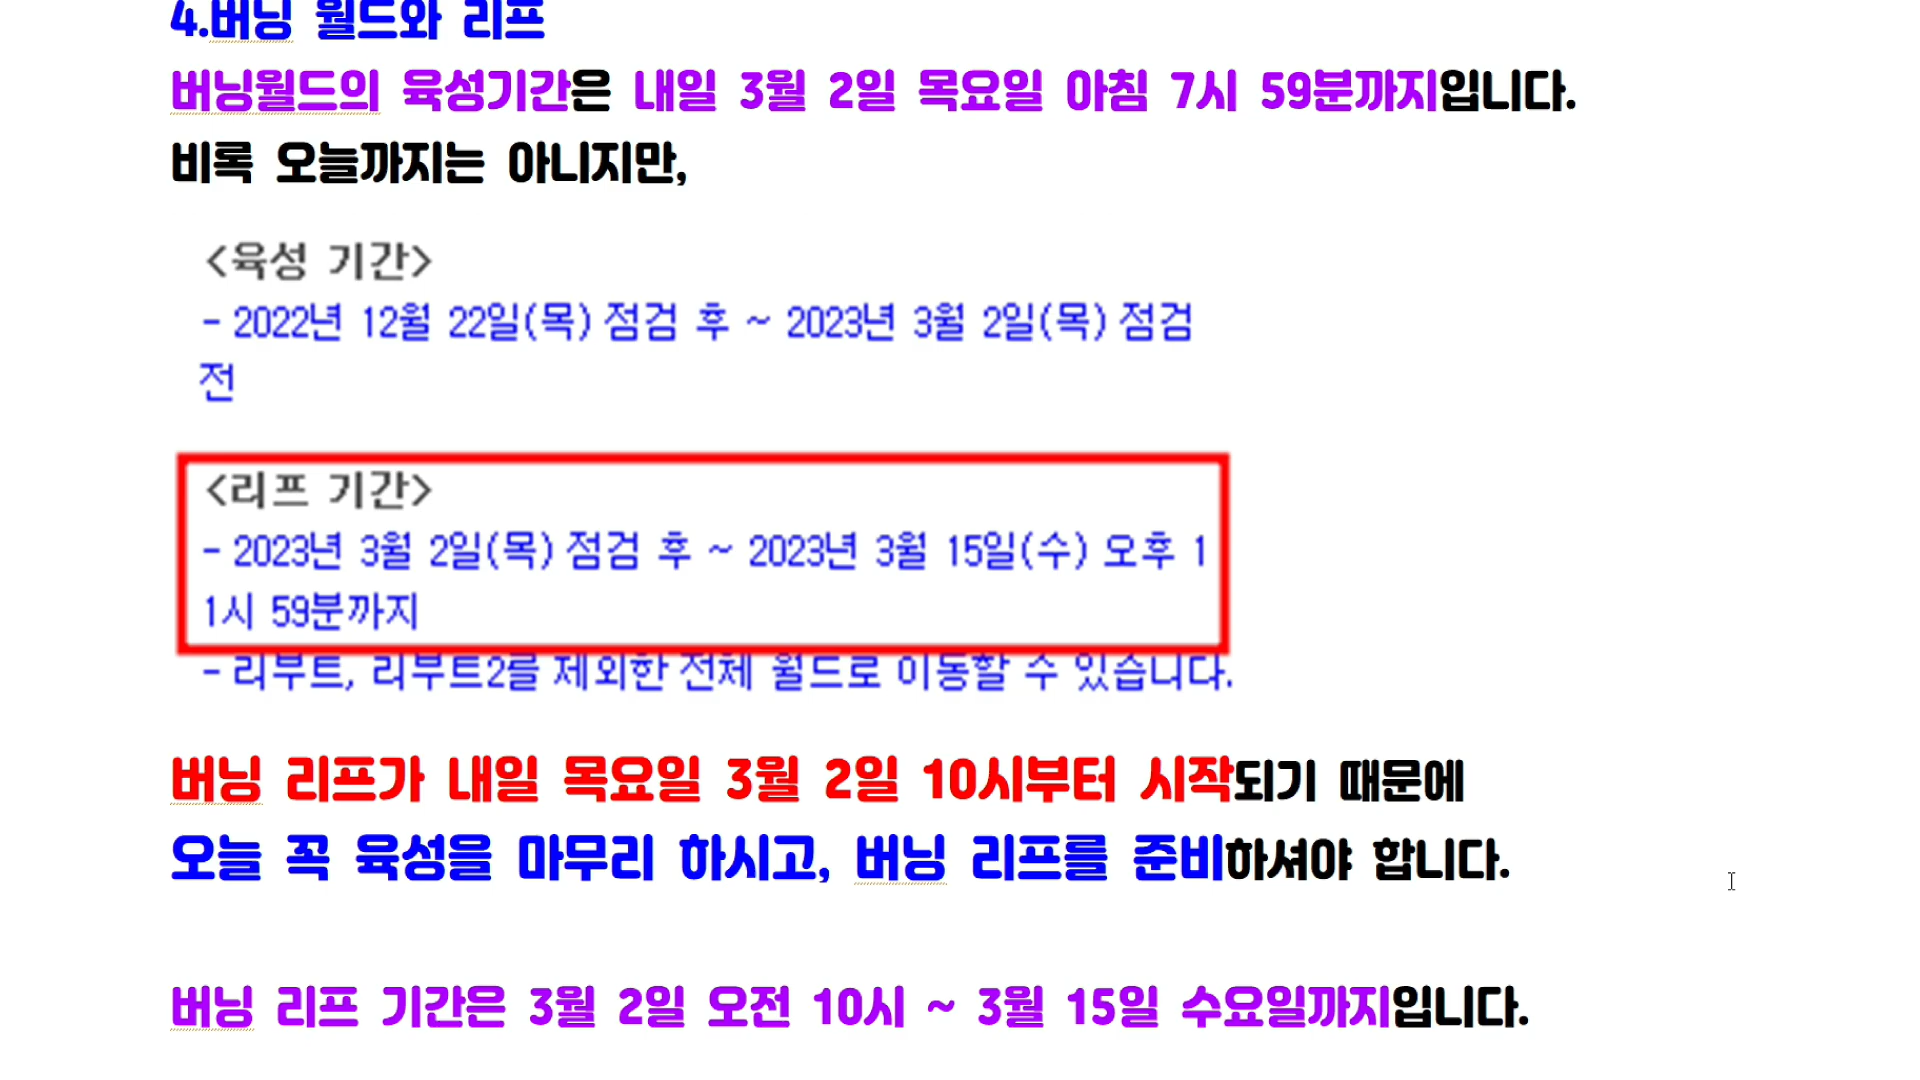 4.버닝 월드와 리프
버닝월드의 육성기간은 내일 3월 2일 목요일 아침 7시 59분까지입니다.
비록 오늘까지는 아니지만,
<육성 기간>
- 2022년 12월 22일(목) 점검 후 ~ 2023년 3월 2일(목) 점검
전
<리프 기간>
- 2023년 3월 2일(목) 점검 후 ~ 2023년 3월 15일(수) 오후 1
1시 59분까지
- 리부트, 리부트2를 제외한 전체 월드로 이동할 수 있습니다.
버닝 리프가 내일 목요일 3월 2일 10시부터 시작되기 때문에
오늘 꼭 육성을 마무리 하시고, 버닝 리프를 준비하셔야 합니다.
버닝 리프 기간은 3월 2일 오전 10시 ~ 3월 15일 수요일까지입니다.